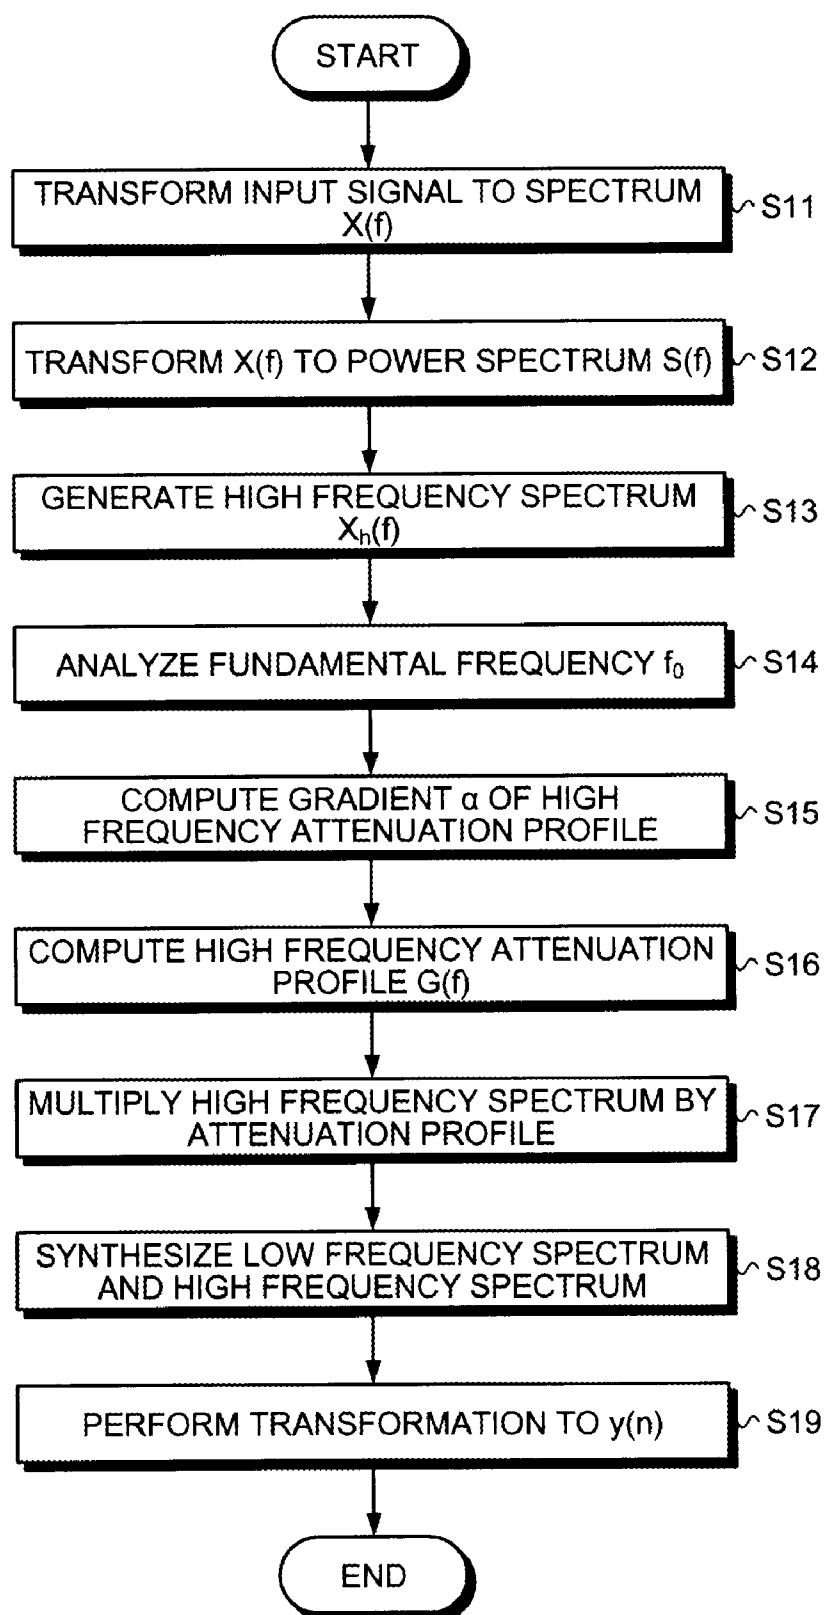 START
TRANSFORM INPUT SIGNAL TO SPECTRUM
X(f)
S11
TRANSFORM X(f) TO POWER SPECTRUM S(f)
S12
GENERATE HIGH FREQUENCY SPECTRUM
Xₕ(f)
S13
ANALYZE FUNDAMENTAL FREQUENCY f₀
S14
COMPUTE GRADIENT α OF HIGH
FREQUENCY ATTENUATION PROFILE
S15
COMPUTE HIGH FREQUENCY ATTENUATION
PROFILE G(f)
S16
MULTIPLY HIGH FREQUENCY SPECTRUM BY
ATTENUATION PROFILE
S17
SYNTHESIZE LOW FREQUENCY SPECTRUM
AND HIGH FREQUENCY SPECTRUM
S18
PERFORM TRANSFORMATION TO y(n)
S19
END